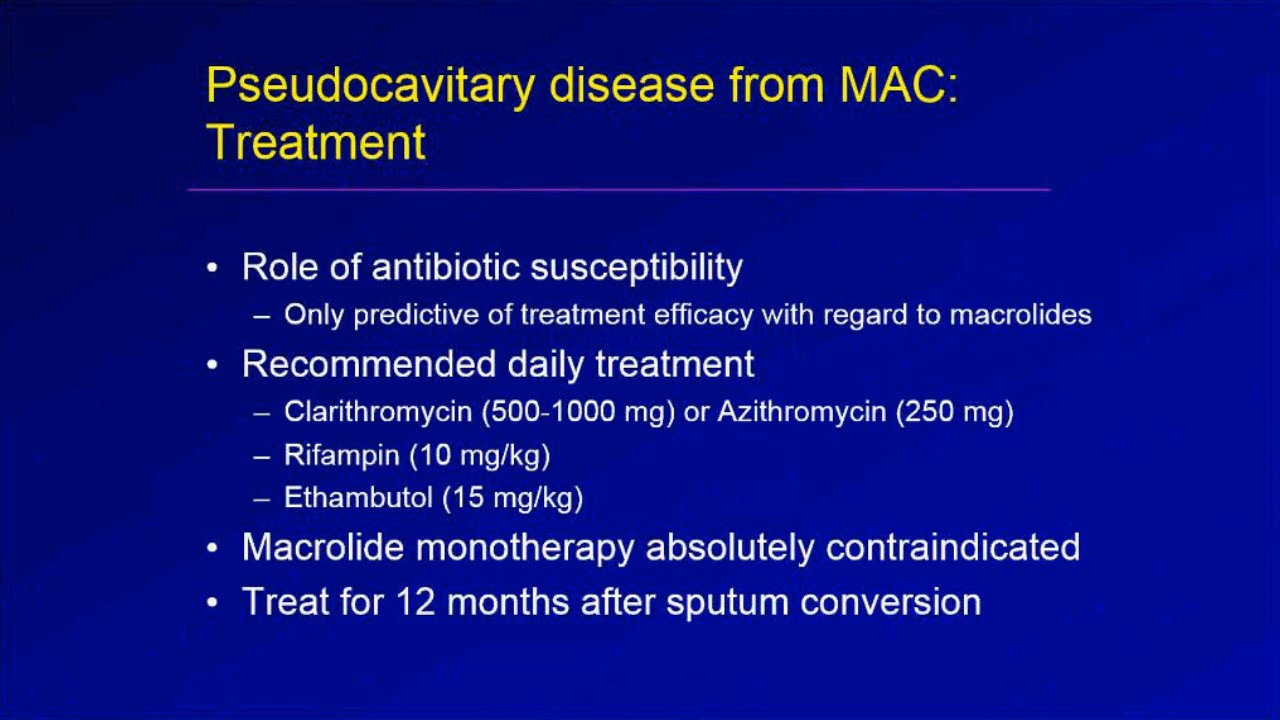 Pseudocavitary disease from MAC:
Treatment
• Role of antibiotic susceptibility
– Only predictive of treatment efficacy with regard to macrolides
• Recommended daily treatment
– Clarithromycin (500-1000 mg) or Azithromycin (250 mg)
– Rifampin (10 mg/kg)
– Ethambutol (15 mg/kg)
• Macrolide monotherapy absolutely contraindicated
• Treat for 12 months after sputum conversion